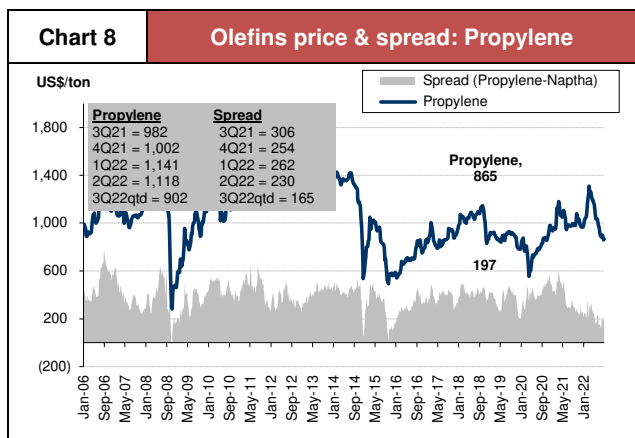 Chart 8
Olefins price & spread: Propylene
US$/ton
Spread (Propylene-Naptha)
Propylene
Propylene Spread
3Q21 = 982 3Q21 = 306
4Q21 = 1,002 4Q21 = 254
1Q22 = 1,141 1Q22 = 262
2Q22 = 1,118 2Q22 = 230
3Q22qtd = 902 3Q22qtd = 165
Propylene,
865
197
1,800
1,400
1,000
600
200
(200)
Jan-06
Sep-06
May-07
Jan-08
Sep-08
May-09
Jan-10
Sep-10
May-11
Jan-12
Sep-12
May-13
Jan-14
Sep-14
May-15
Jan-16
Sep-16
May-17
Jan-18
Sep-18
May-19
Jan-20
Sep-20
May-21
Jan-22